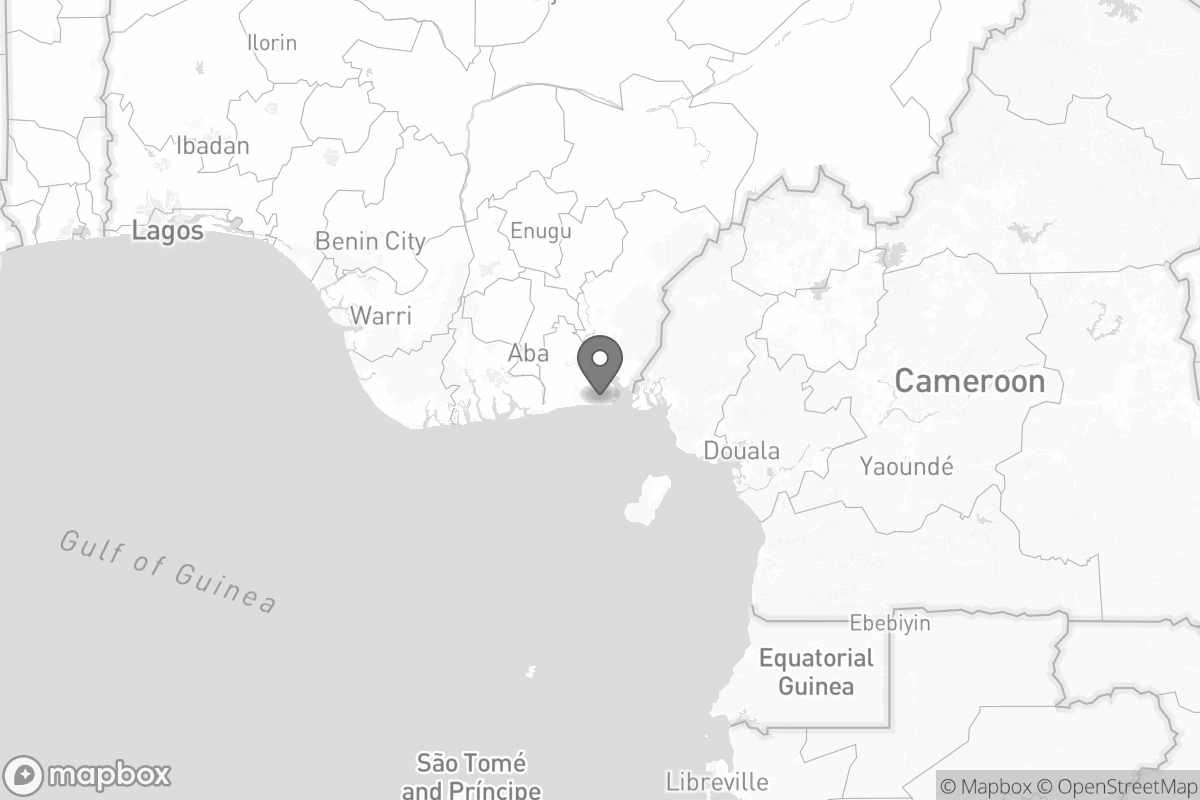 Ilorin
Ibadan
Lagos
Benin City
Enugu
Warri
Aba
Cameroon
Douala
Yaoundé
Gulf of Guinea
Ebebiyin
Equatorial
Guinea
São Tomé
and Príncipe
Libreville
mapbox
© Mapbox © OpenStreetMap